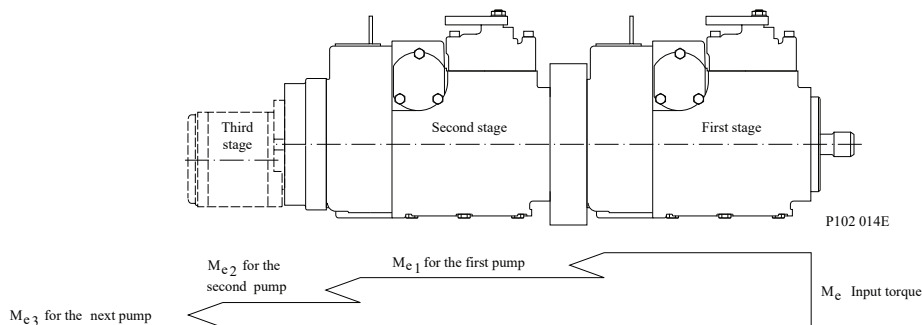 Third
stage
Second stage
First stage
P102 014E
Me2 for the
second pump
Me1 for the first pump
Me Input torque
Me3 for the next pump